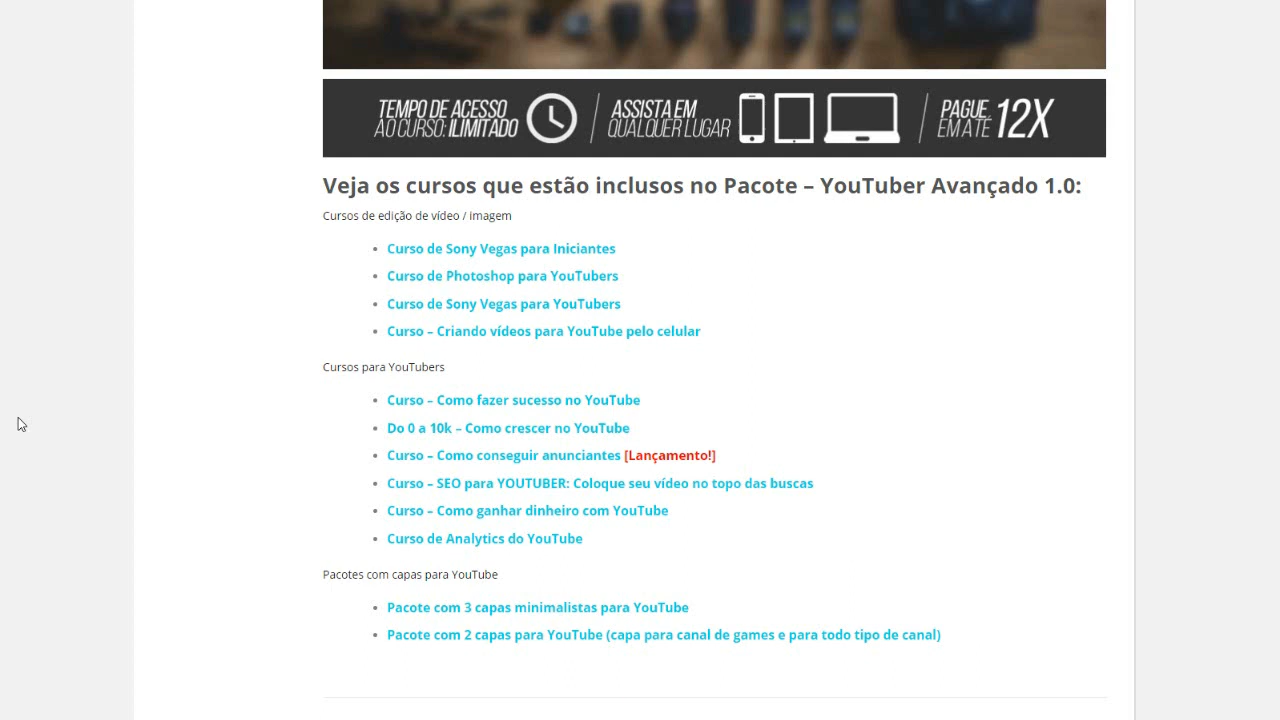 TEMPO DE ACESSO
AO CURSO: ILIMITADO
ASSISTA EM
QUALQUER LUGAR
PAGUE
EM ATÉ 12X
Veja os cursos que estão inclusos no Pacote – YouTuber Avançado 1.0:
Cursos de edição de vídeo / imagem
Curso de Sony Vegas para Iniciantes
Curso de Photoshop para YouTubers
Curso de Sony Vegas para YouTubers
Curso – Criando vídeos para YouTube pelo celular
Cursos para YouTubers
Curso – Como fazer sucesso no YouTube
Do 0 a 10k – Como crescer no YouTube
Curso – Como conseguir anunciantes [Lançamento!]
Curso – SEO para YOUTUBER: Coloque seu vídeo no topo das buscas
Curso – Como ganhar dinheiro com YouTube
Curso de Analytics do YouTube
Pacotes com capas para YouTube
Pacote com 3 capas minimalistas para YouTube
Pacote com 2 capas para YouTube (capa para canal de games e para todo tipo de canal)